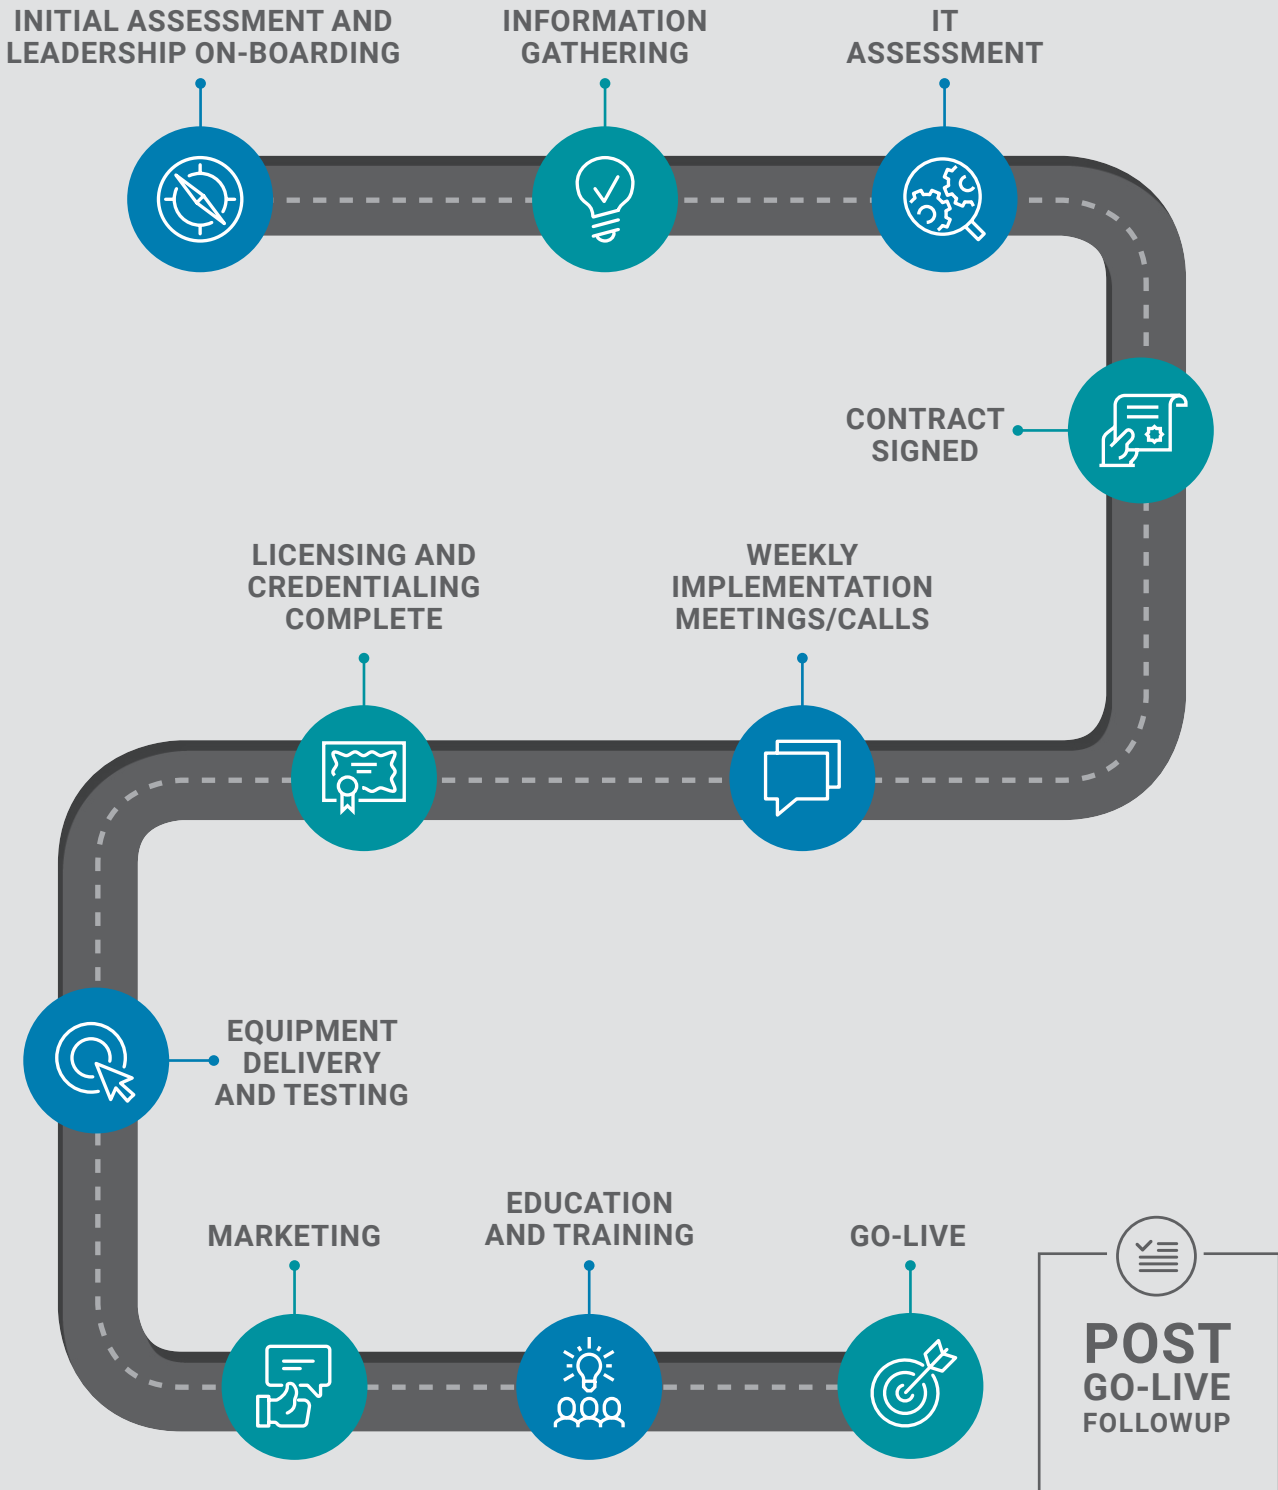 INITIAL ASSESSMENT AND
LEADERSHIP ON-BOARDING
INFORMATION
GATHERING
IT
ASSESSMENT
CONTRACT
SIGNED
WEEKLY
IMPLEMENTATION
MEETINGS/CALLS
LICENSING AND
CREDENTIALING
COMPLETE
EQUIPMENT
DELIVERY
AND TESTING
MARKETING
EDUCATION
AND TRAINING
GO-LIVE
POST
GO-LIVE
FOLLOWUP